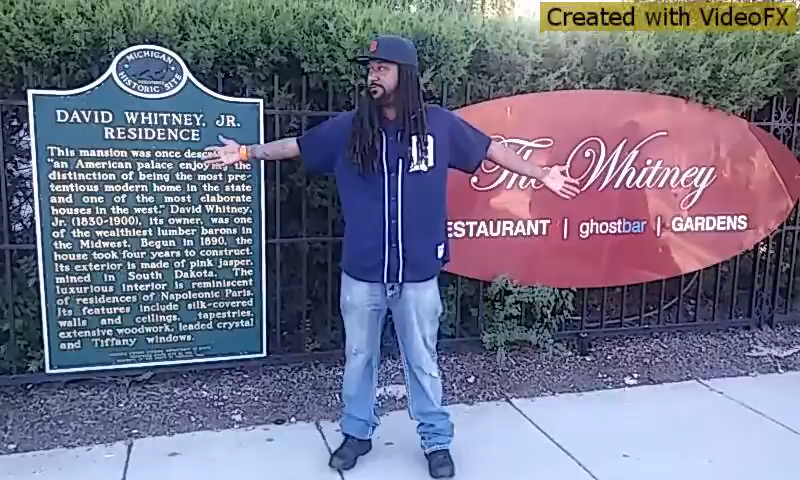 Created with VideoFX
MICHIGAN
REGISTERED
HISTORIC SITE
DAVID WHITNEY, JR.
RESIDENCE
This mansion was once
"an American palace enjoying the
distinction of being the most pre-
tentious modern home in the state
and one of the most elaborate
houses in the west." David Whitney,
Jr. (1830-1900), its owner, was one
of the wealthiest lumber barons in
the Midwest. Begun in 1890, the
house took four years to construct.
Its exterior is made of pink jasper,
mined in South Dakota. The
luxurious interior is reminiscent
of residences of Napoleonic Paris.
Its features include silk-covered
walls and ceilings, tapestries,
extensive woodwork, leaded crystal
and Tiffany windows.
The Whitney
ESTAURANT | ghostbar | GARDENS